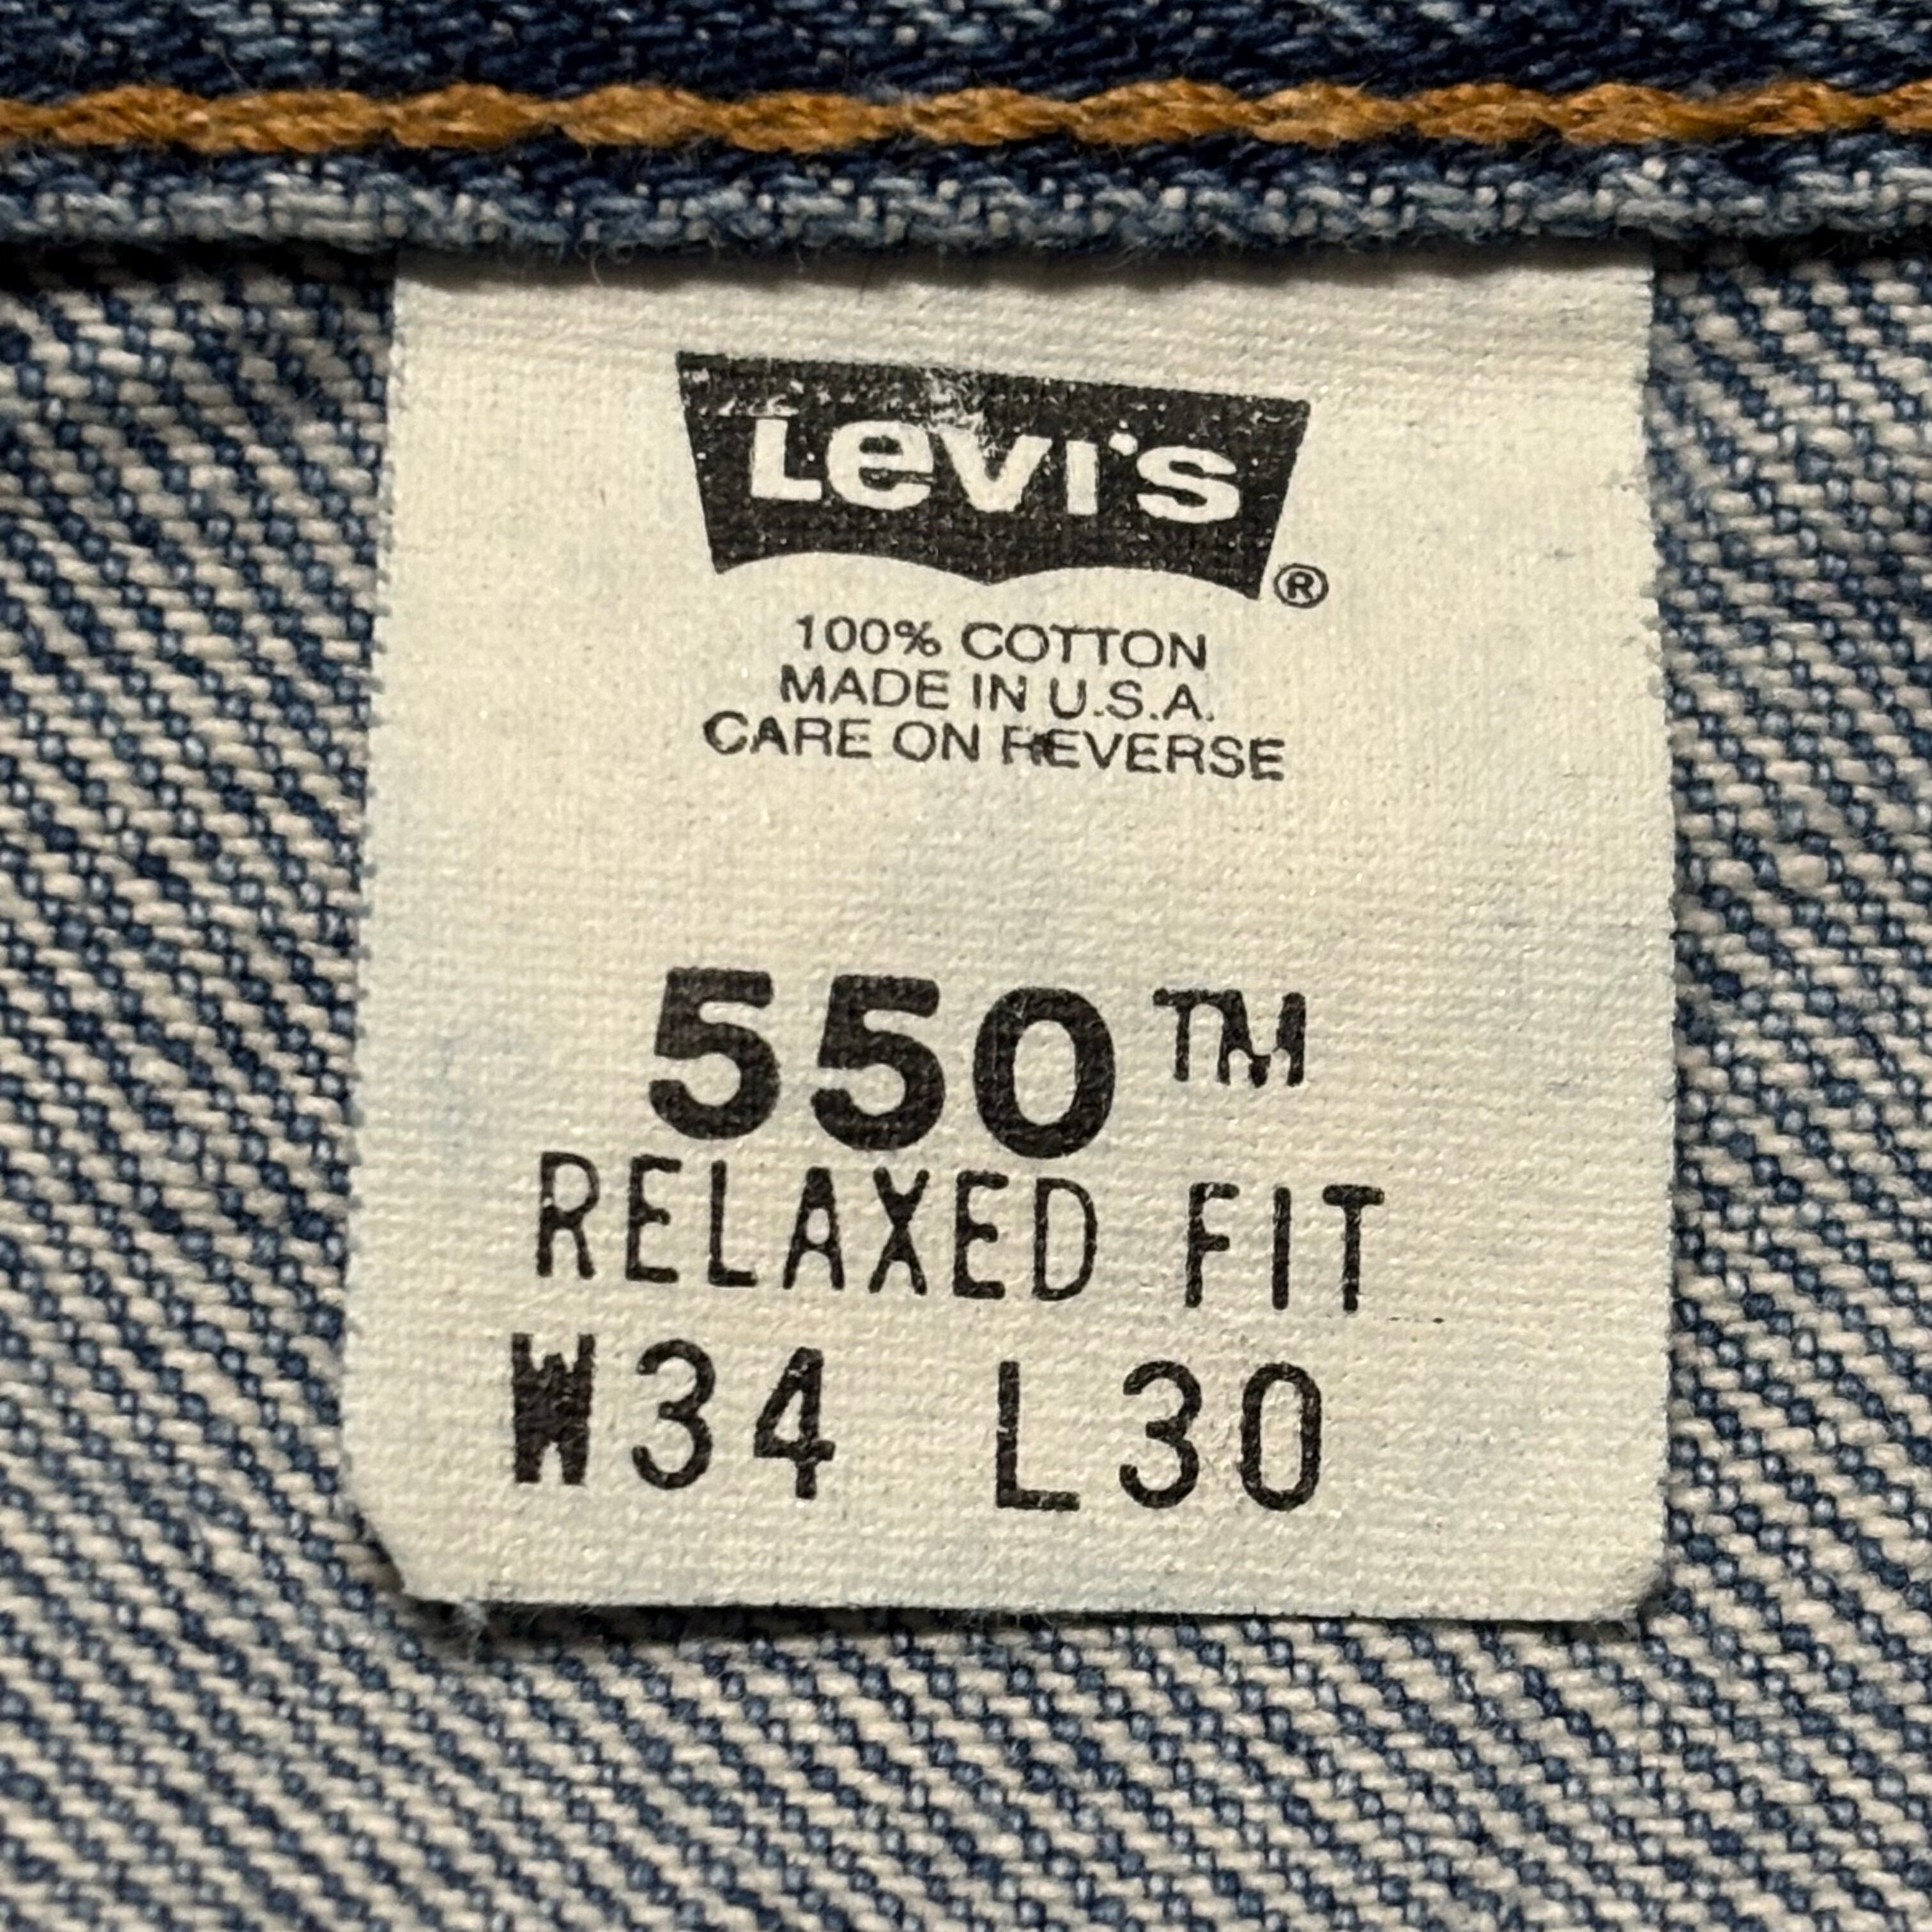 Levi's ®
100% COTTON
MADE IN U.S.A.
CARE ON REVERSE
550™
RELAXED FIT
W34 L30